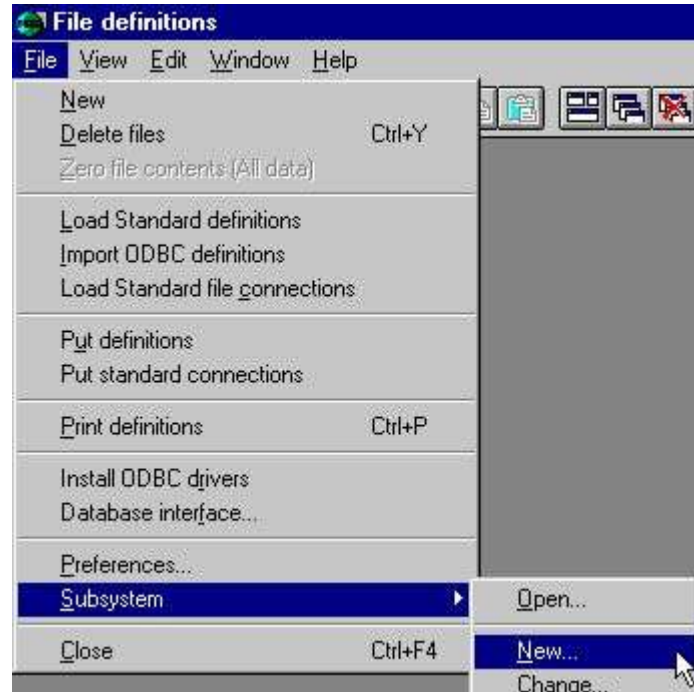 File definitions
File View Edit Window Help
New
Delete files Ctrl+Y
Zero file contents (All data)
Load Standard definitions
Import ODBC definitions
Load Standard file connections
Put definitions
Put standard connections
Print definitions Ctrl+P
Install ODBC drivers
Database interface...
Preferences...
Subsystem Open...
Close Ctrl+F4 New...
Change...